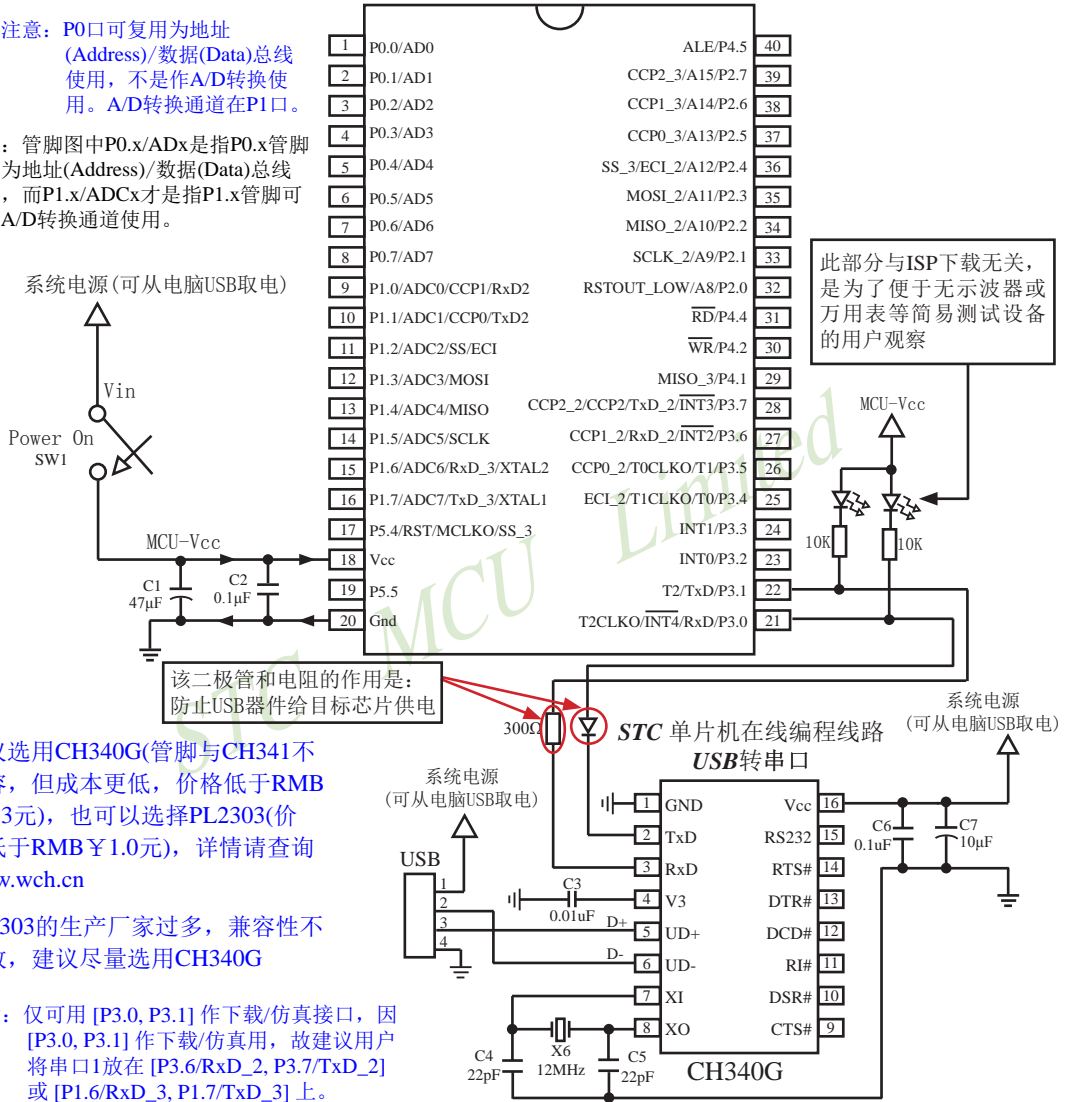 注意：P0口可复用为地址
(Address)/数据(Data)总线
使用，不是作A/D转换使
用。A/D转换通道在P1口。
：管脚图中P0.x/ADx是指P0.x管脚
为地址(Address)/数据(Data)总线
，而P1.x/ADCx才是指P1.x管脚可
A/D转换通道使用。
1 P0.0/AD0
2 P0.1/AD1
3 P0.2/AD2
4 P0.3/AD3
5 P0.4/AD4
6 P0.5/AD5
7 P0.6/AD6
8 P0.7/AD7
9 P1.0/ADC0/CCP1/RxD2
10 P1.1/ADC1/CCP0/TxD2
11 P1.2/ADC2/SS/ECI
12 P1.3/ADC3/MOSI
13 P1.4/ADC4/MISO
14 P1.5/ADC5/SCLK
15 P1.6/ADC6/RxD_3/XTAL2
16 P1.7/ADC7/TxD_3/XTAL1
17 P5.4/RST/MCLKO/SS_3
18 Vcc
19 P5.5
20 Gnd
ALE/P4.5 40
CCP2_3/A15/P2.7 39
CCP1_3/A14/P2.6 38
CCP0_3/A13/P2.5 37
SS_3/ECI_2/A12/P2.4 36
MOSI_2/A11/P2.3 35
MISO_2/A10/P2.2 34
SCLK_2/A9/P2.1 33
RSTOUT_LOW/A8/P2.0 32
RD/P4.4 31
WR/P4.2 30
MISO_3/P4.1 29
CCP2_2/CCP2/TxD_2/INT3/P3.7 28
CCP1_2/RxD_2/INT2/P3.6 27
CCP0_2/T0CLKO/T1/P3.5 26
ECI_2/T1CLKO/T0/P3.4 25
INT1/P3.3 24
INT0/P3.2 23
T2/TxD/P3.1 22
T2CLKO/INT4/RxD/P3.0 21
系统电源(可从电脑USB取电)
Vin
Power On
SW1
MCU-Vcc
C1
47μF
C2
0.1μF
此部分与ISP下载无关，
是为了便于无示波器或
万用表等简易测试设备
的用户观察
MCU-Vcc
10K
10K
STC MCU Limited
该二极管和电阻的作用是：
防止USB器件给目标芯片供电
300Ω
STC 单片机在线编程线路
USB转串口
系统电源
(可从电脑USB取电)
议选用CH340G(管脚与CH341不
容，但成本更低，价格低于RMB
3元)，也可以选择PL2303(价
低于RMB￥1.0元)，详情请查询
w.wch.cn
303的生产厂家过多，兼容性不
致，建议尽量选用CH340G
：仅可用 [P3.0, P3.1] 作下载/仿真接口，因
[P3.0, P3.1] 作下载/仿真用，故建议用户
将串口1放在 [P3.6/RxD_2, P3.7/TxD_2]
或 [P1.6/RxD_3, P1.7/TxD_3] 上。
系统电源
(可从电脑USB取电)
USB
1
2
3
4
C3
0.01uF
D+
D-
1 GND
2 TxD
3 RxD
4 V3
5 UD+
6 UD-
7 XI
8 XO
Vcc 16
RS232 15
RTS# 14
DTR# 13
DCD# 12
RI# 11
DSR# 10
CTS# 9
CH340G
C6
0.1uF
C7
10μF
C4
22pF
X6
12MHz
C5
22pF